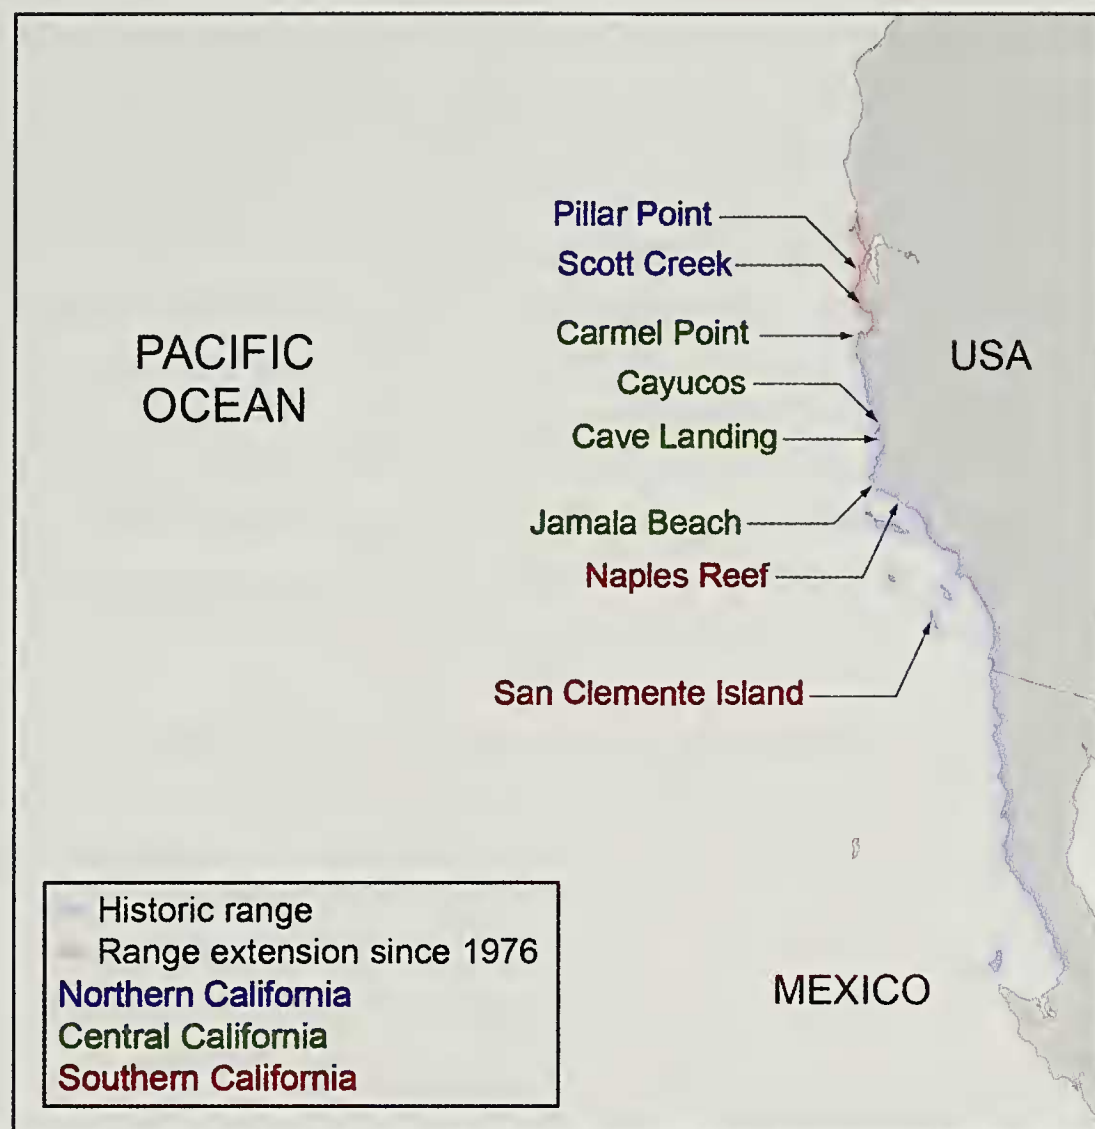 Pillar Point
Scott Creek
Carmel Point
Cayucos
Cave Landing
Jamala Beach
Naples Reef
San Clemente Island
PACIFIC
OCEAN
USA
MEXICO
Historic range
Range extension since 1976
Northern California
Central California
Southern California